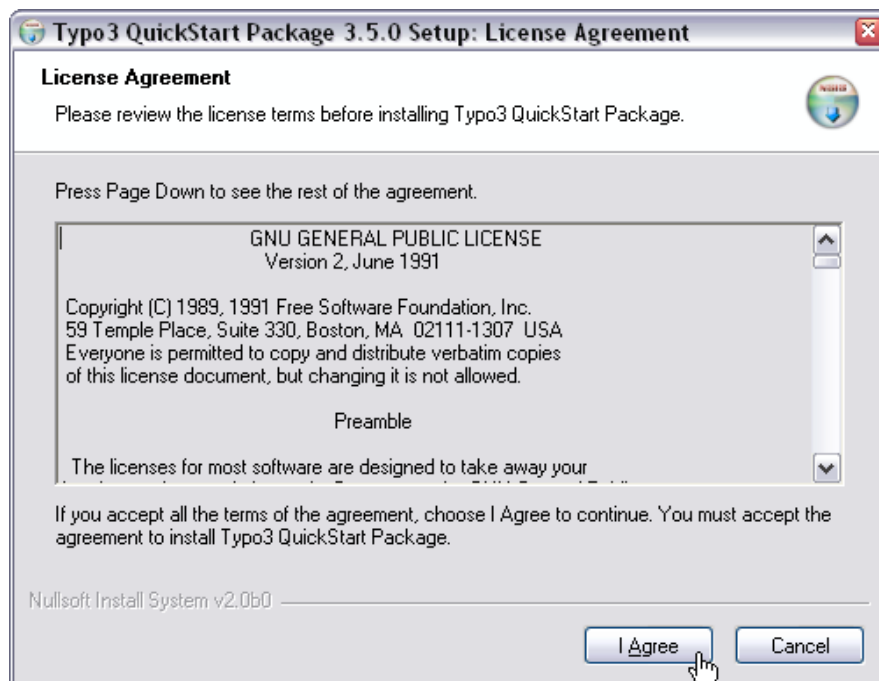 Typo3 QuickStart Package 3.5.0 Setup: License Agreement
License Agreement
Please review the license terms before installing Typo3 QuickStart Package.
Press Page Down to see the rest of the agreement.
GNU GENERAL PUBLIC LICENSE
Version 2, June 1991
Copyright (C) 1989, 1991 Free Software Foundation, Inc.
59 Temple Place, Suite 330, Boston, MA  02111-1307  USA
Everyone is permitted to copy and distribute verbatim copies
of this license document, but changing it is not allowed.
Preamble
The licenses for most software are designed to take away your
If you accept all the terms of the agreement, choose I Agree to continue. You must accept the
agreement to install Typo3 QuickStart Package.
Nullsoft Install System v2.0b0
I Agree
Cancel